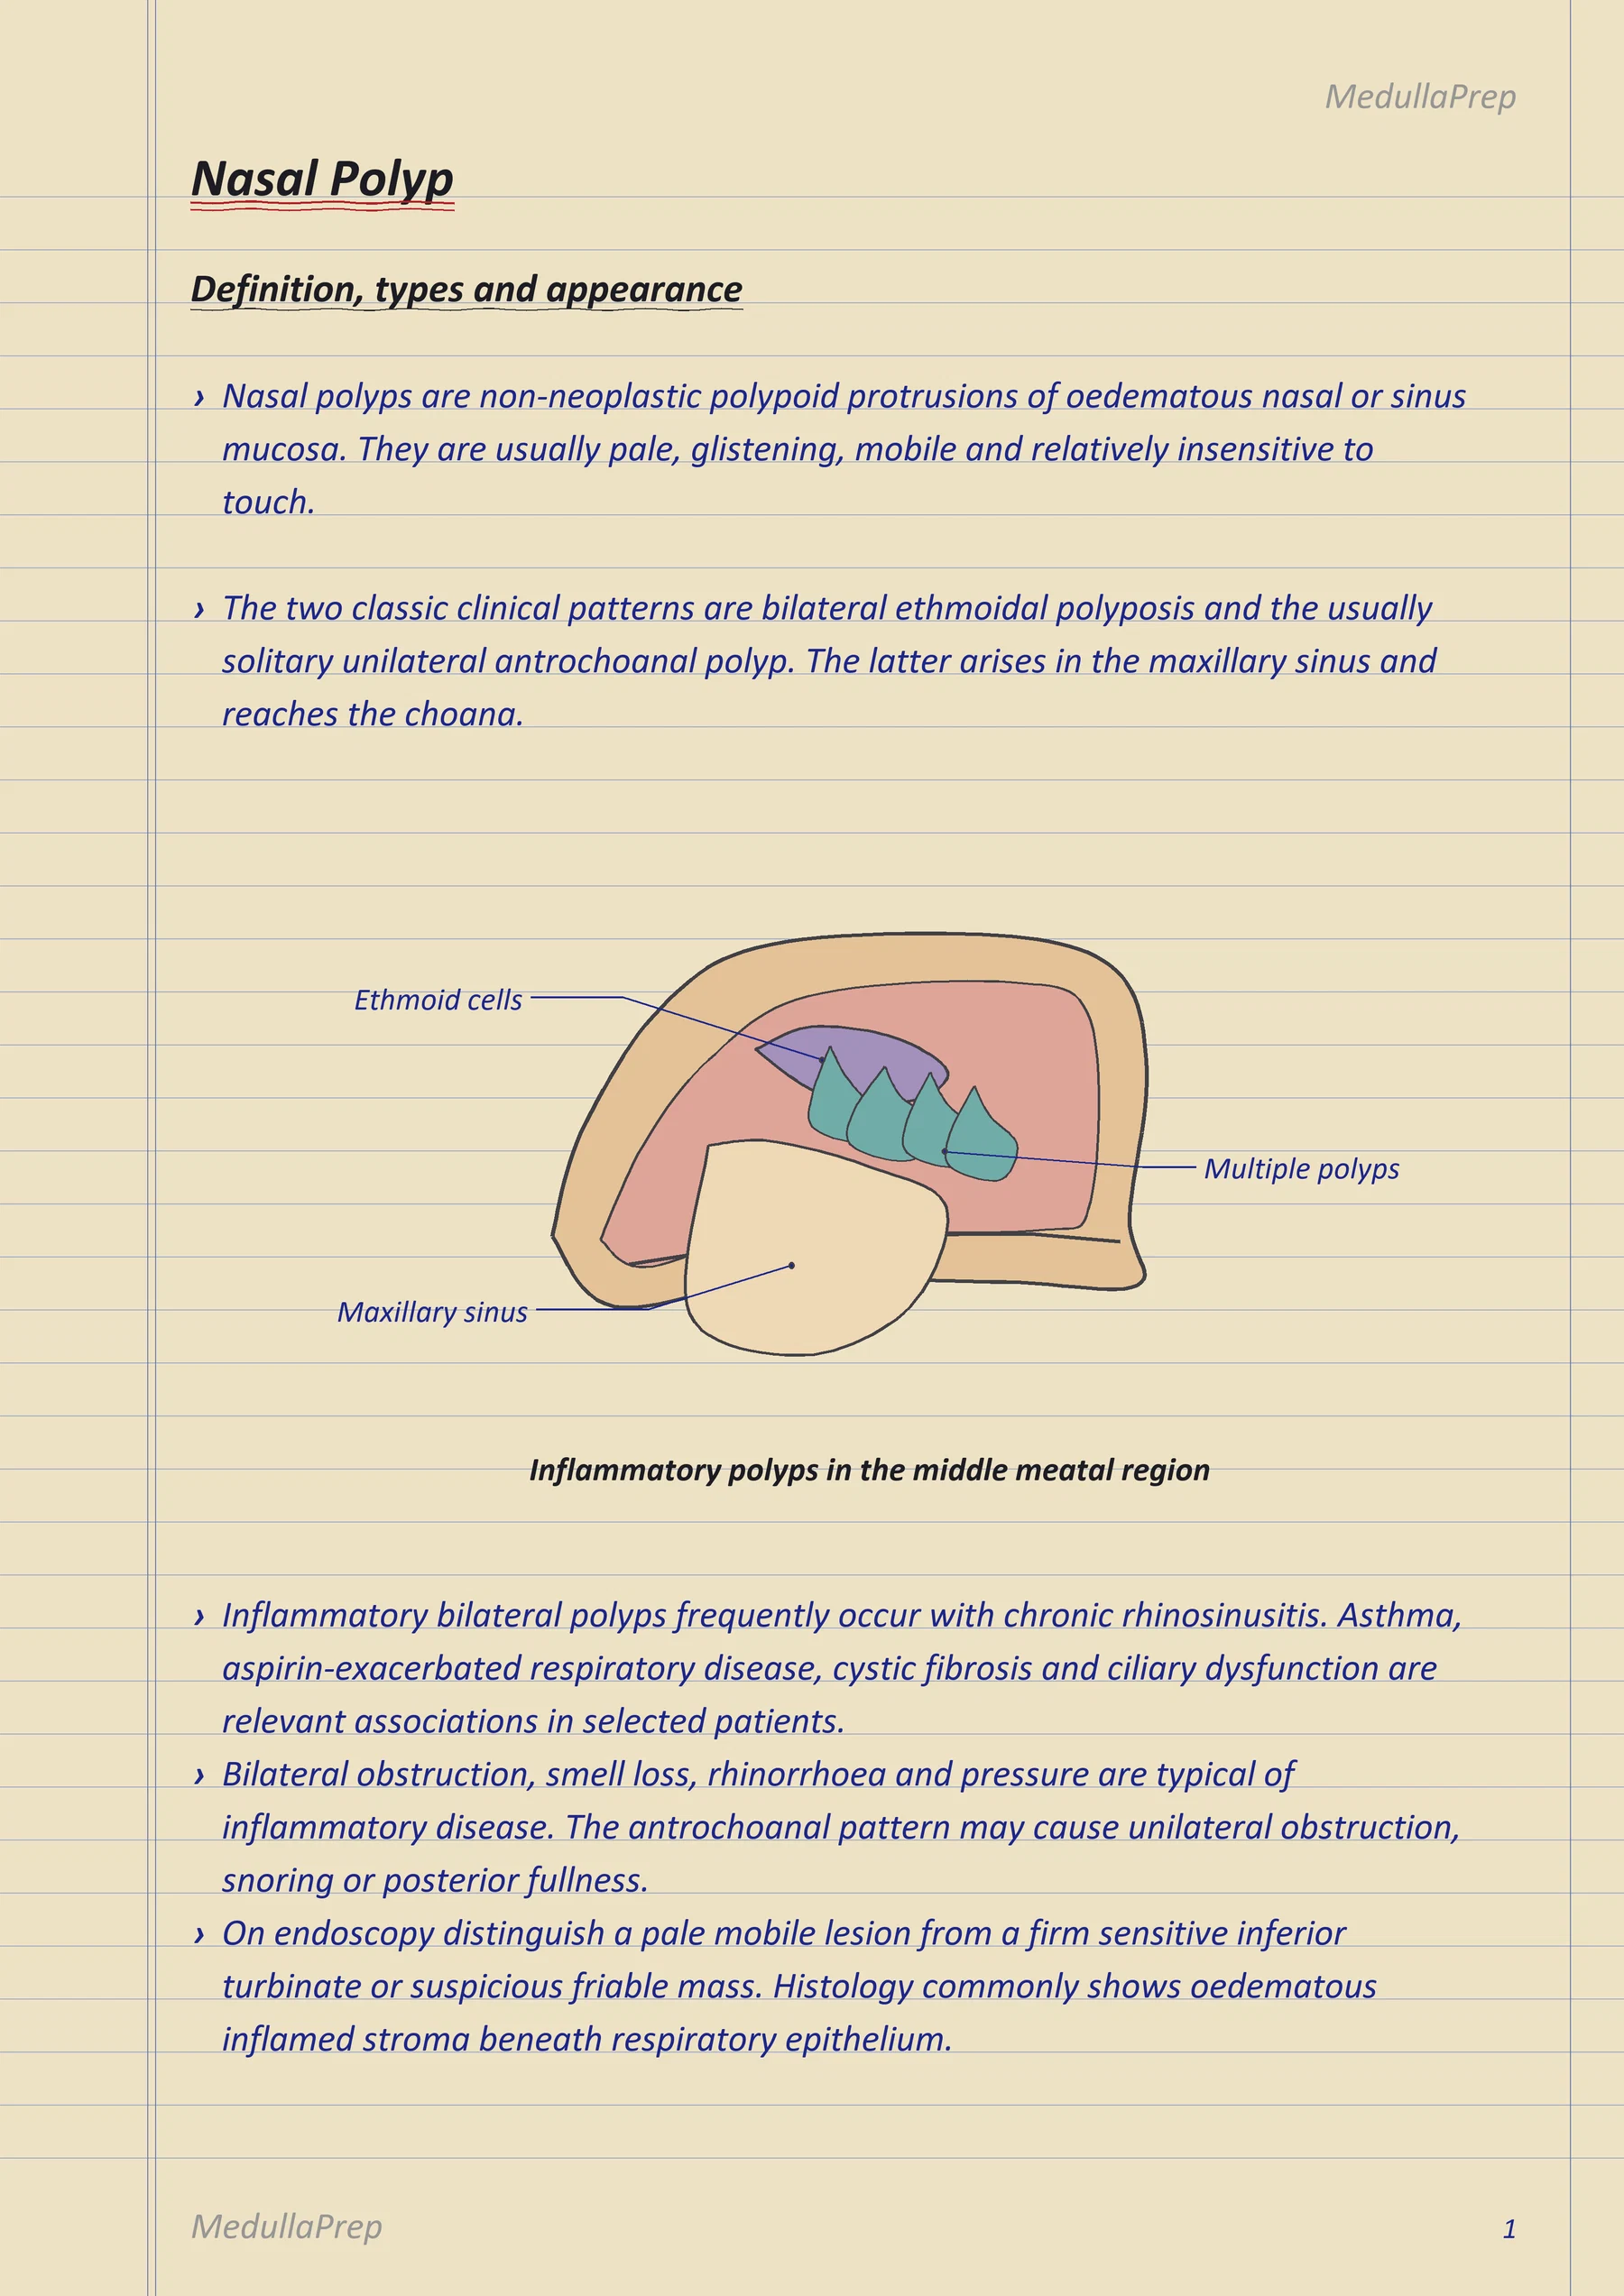 MedullaPrep
Nasal Polyp
Definition, types and appearance
› Nasal polyps are non-neoplastic polypoid protrusions of oedematous nasal or sinus
mucosa. They are usually pale, glistening, mobile and relatively insensitive to
touch.
› The two classic clinical patterns are bilateral ethmoidal polyposis and the usually
solitary unilateral antrochoanal polyp. The latter arises in the maxillary sinus and
reaches the choana.
Ethmoid cells
Multiple polyps
Maxillary sinus
Inflammatory polyps in the middle meatal region
› Inflammatory bilateral polyps frequently occur with chronic rhinosinusitis. Asthma,
aspirin-exacerbated respiratory disease, cystic fibrosis and ciliary dysfunction are
relevant associations in selected patients.
› Bilateral obstruction, smell loss, rhinorrhoea and pressure are typical of
inflammatory disease. The antrochoanal pattern may cause unilateral obstruction,
snoring or posterior fullness.
› On endoscopy distinguish a pale mobile lesion from a firm sensitive inferior
turbinate or suspicious friable mass. Histology commonly shows oedematous
inflamed stroma beneath respiratory epithelium.
MedullaPrep
1